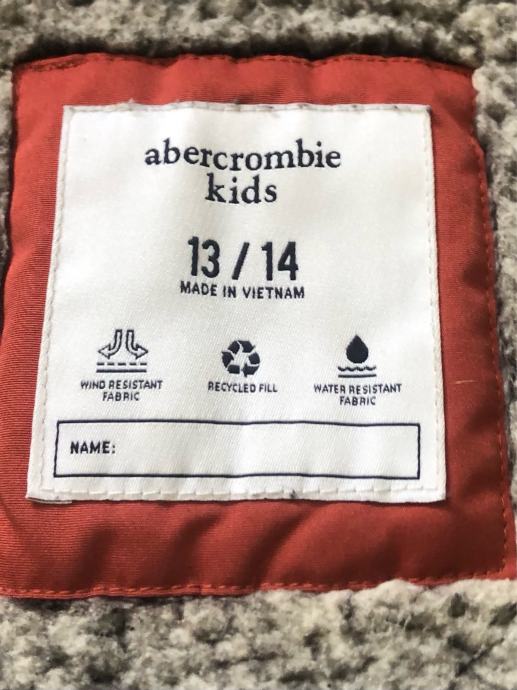 abercrombie
kids
13 / 14
MADE IN VIETNAM
WIND RESISTANT
FABRIC
RECYCLED FILL
WATER RESISTANT
FABRIC
NAME: